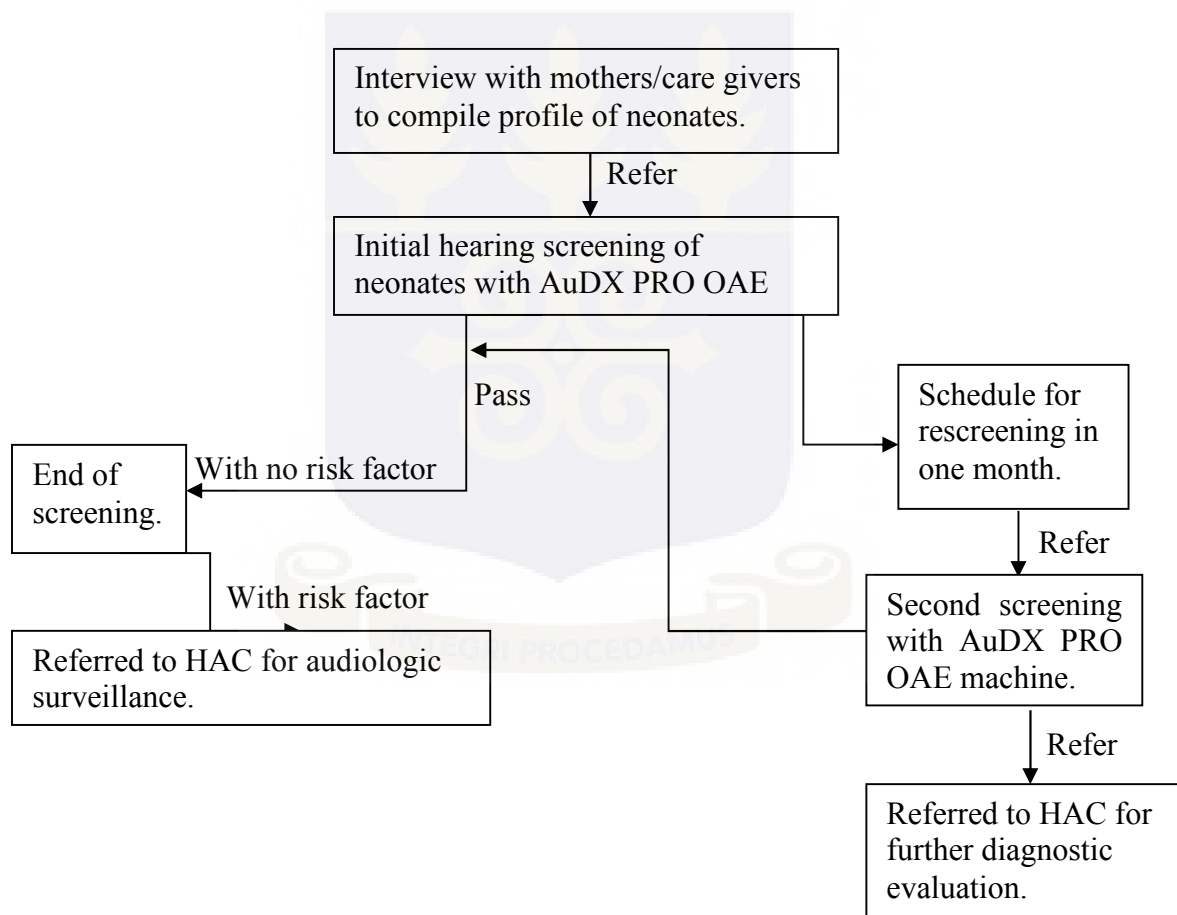 Interview with mothers/care givers
to compile profile of neonates.
Refer
Initial hearing screening of
neonates with AuDX PRO OAE
Pass
Schedule for
rescreening in
one month.
With no risk factor
End of
screening.
Refer
With risk factor
Second screening
with AuDX PRO
OAE machine.
Referred to HAC for audiologic
surveillance.
INTEGRI PROCEDAMUS
Refer
Referred to HAC for
further diagnostic
evaluation.